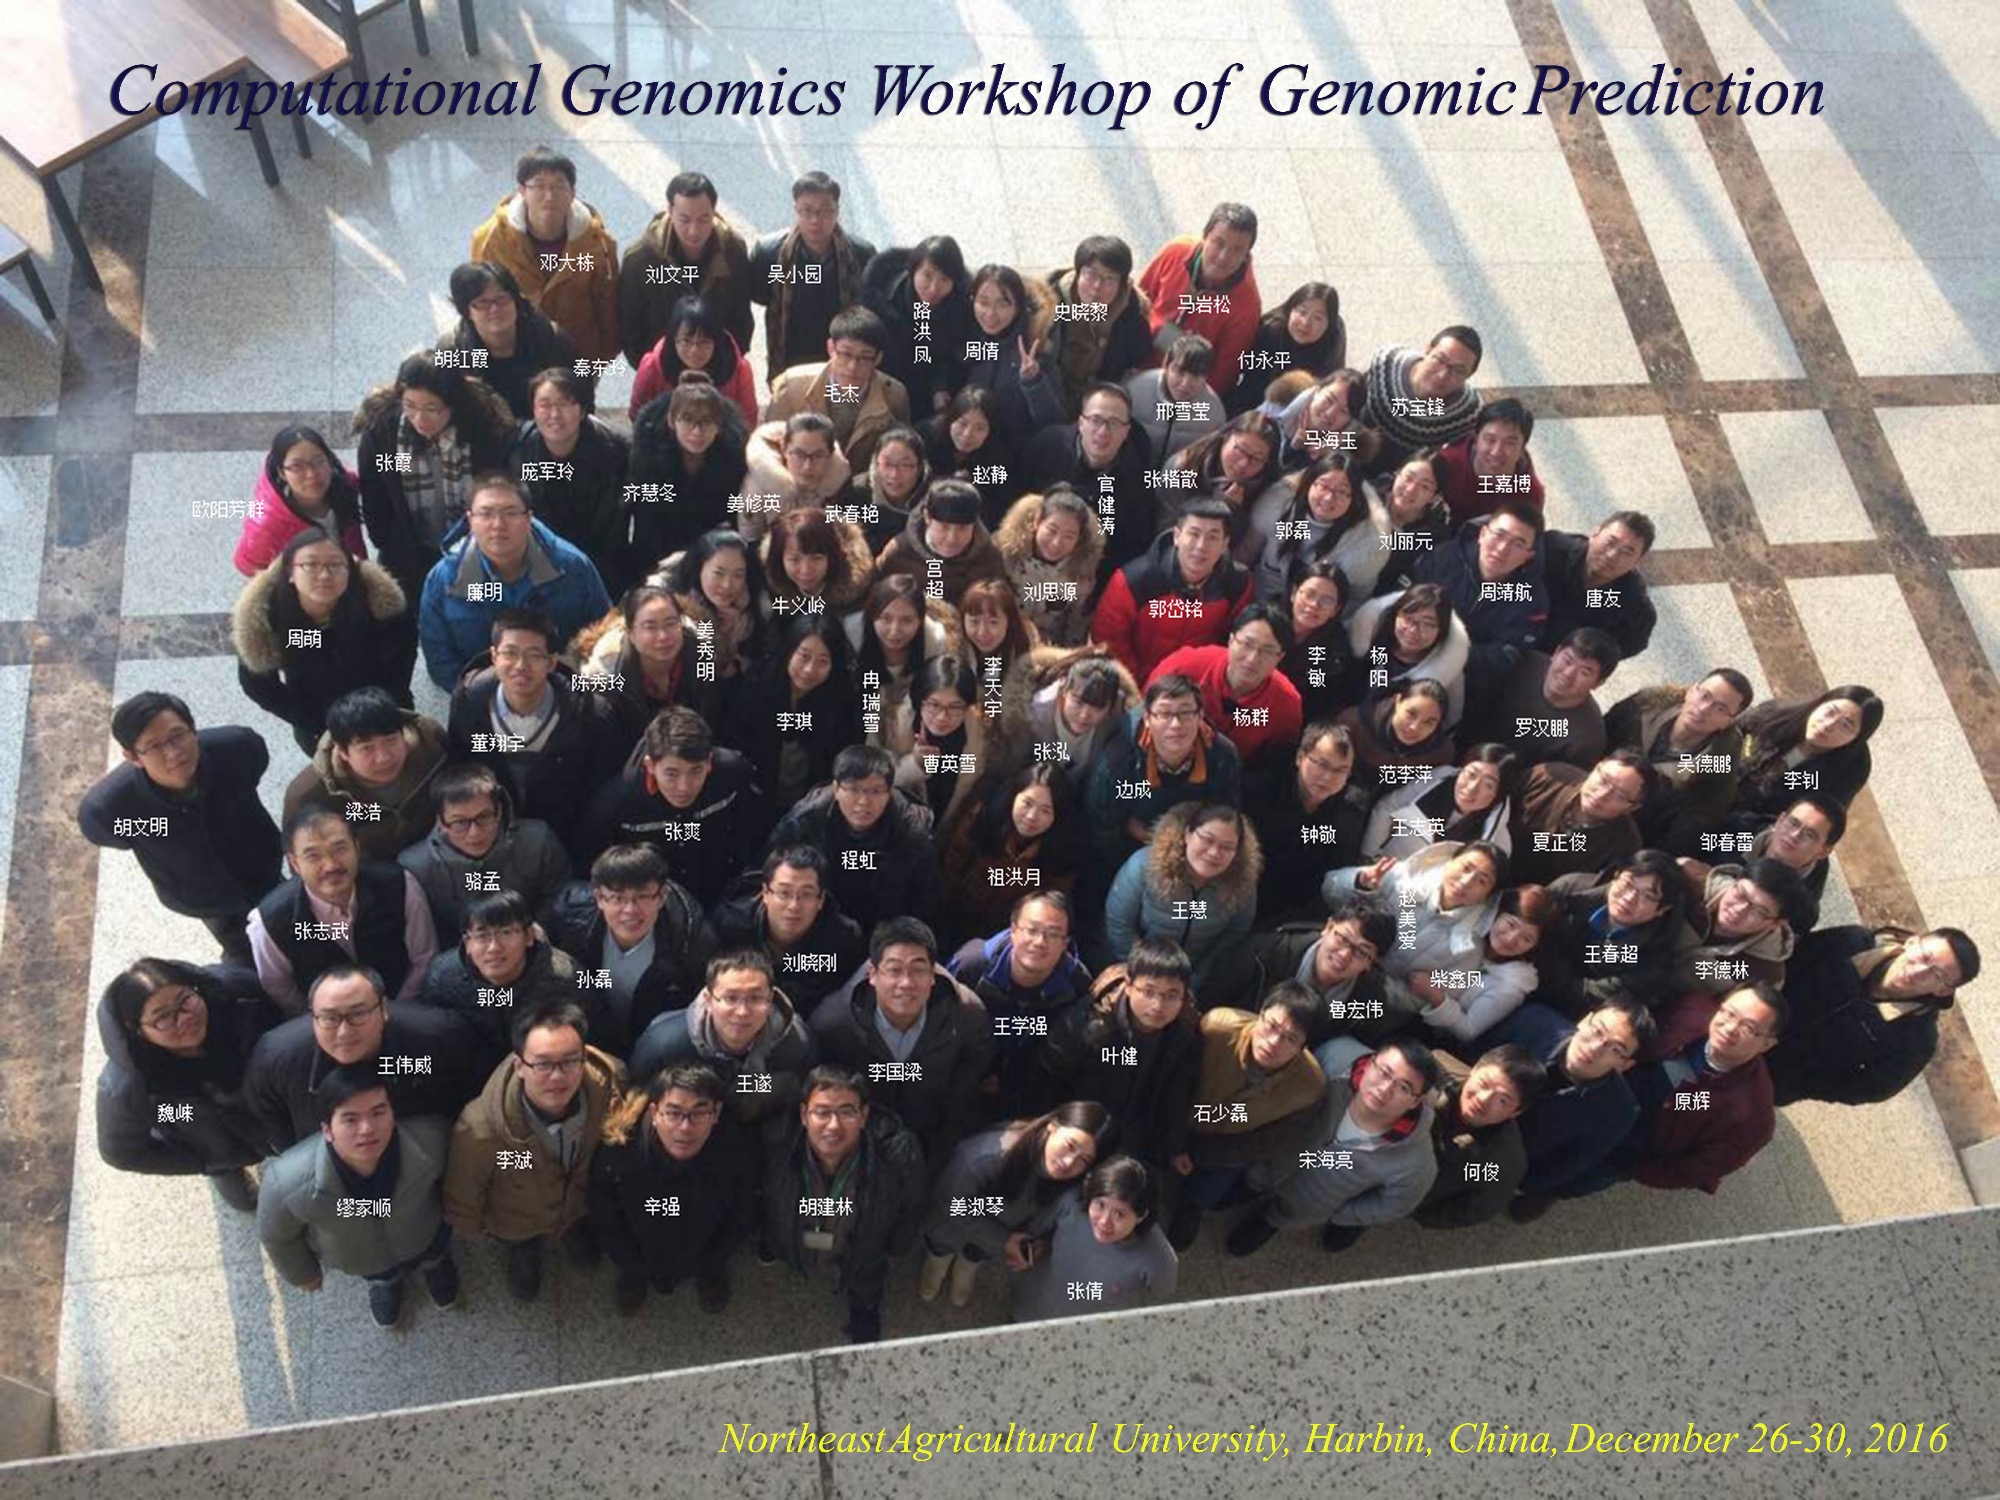 Computational Genomics Workshop of Genomic Prediction
邓大栋
刘文平
吴小园
路洪凤
周倩
史晓黎
马岩松
付永平
胡红霞
秦东玲
毛杰
邢雪莹
苏宝锋
马海玉
张霞
庞军玲
齐慧冬
姜修英
武春艳
赵静
官健涛
张楷歆
王嘉博
欧阳芳群
郭磊
刘丽元
廉明
牛义岭
宫超
刘思源
郭岱铭
周靖航
唐友
周萌
姜秀明
陈秀玲
李琪
冉瑞雪
李天宇
李敏
杨阳
杨群
罗汉鹏
董翔宇
曹英雪
张泓
边成
范李萍
吴德鹏
李钊
胡文明
梁浩
张爽
程虹
钟敬
王志英
夏正俊
邹春雷
骆孟
祖洪月
王慧
赵美爱
张志武
郭剑
孙磊
刘晓刚
王学强
鲁宏伟
柴鑫凤
王春超
李德林
魏崃
王伟威
王遂
李国梁
叶健
石少磊
原辉
缪家顺
李斌
辛强
胡建林
姜淑琴
宋海亮
何俊
张倩
Northeast Agricultural University, Harbin, China, December 26-30, 2016